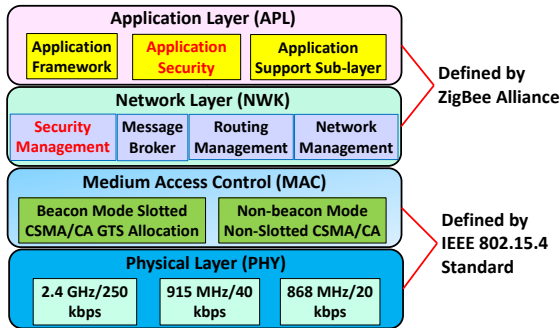 Application Layer (APL)
Application
Framework
Application
Security
Application
Support Sub-layer
Defined by
ZigBee Alliance
Network Layer (NWK)
Security
Management
Message
Broker
Routing
Management
Network
Management
Medium Access Control (MAC)
Beacon Mode Slotted
CSMA/CA GTS Allocation
Non-beacon Mode
Non-Slotted CSMA/CA
Defined by
IEEE 802.15.4
Standard
Physical Layer (PHY)
2.4 GHz/250
kbps
915 MHz/40
kbps
868 MHz/20
kbps